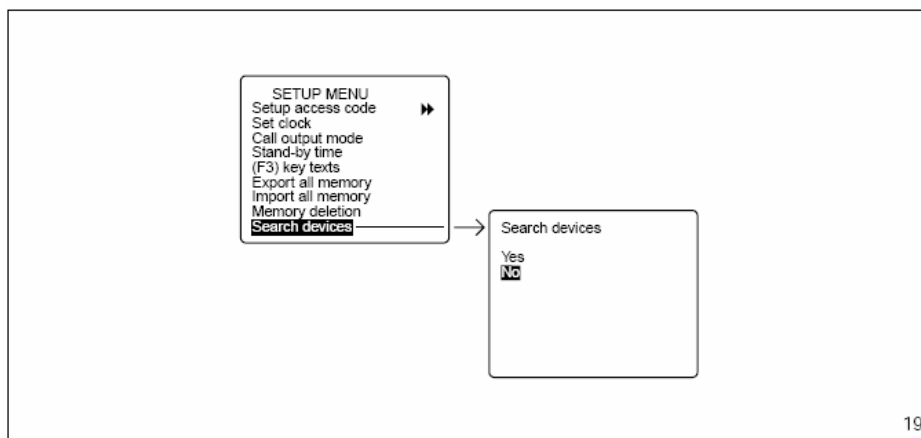 SETUP MENU
Setup access code
Set clock
Call output mode
Stand-by time
(F3) key texts
Export all memory
Import all memory
Memory deletion
Search devices
Search devices
Yes
No
19